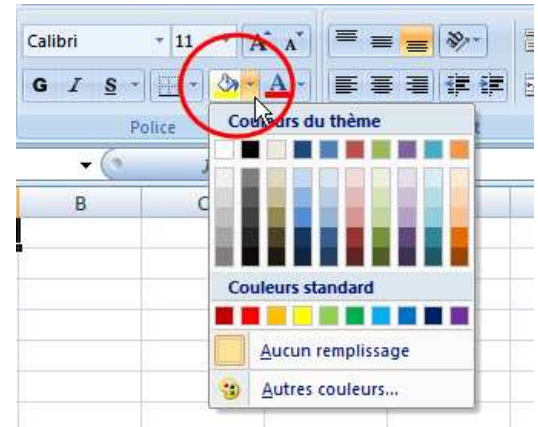 Calibri 11 A A
G I S A
Police
B C
Couleurs du thème
Couleurs standard
Aucun remplissage
Autres couleurs...